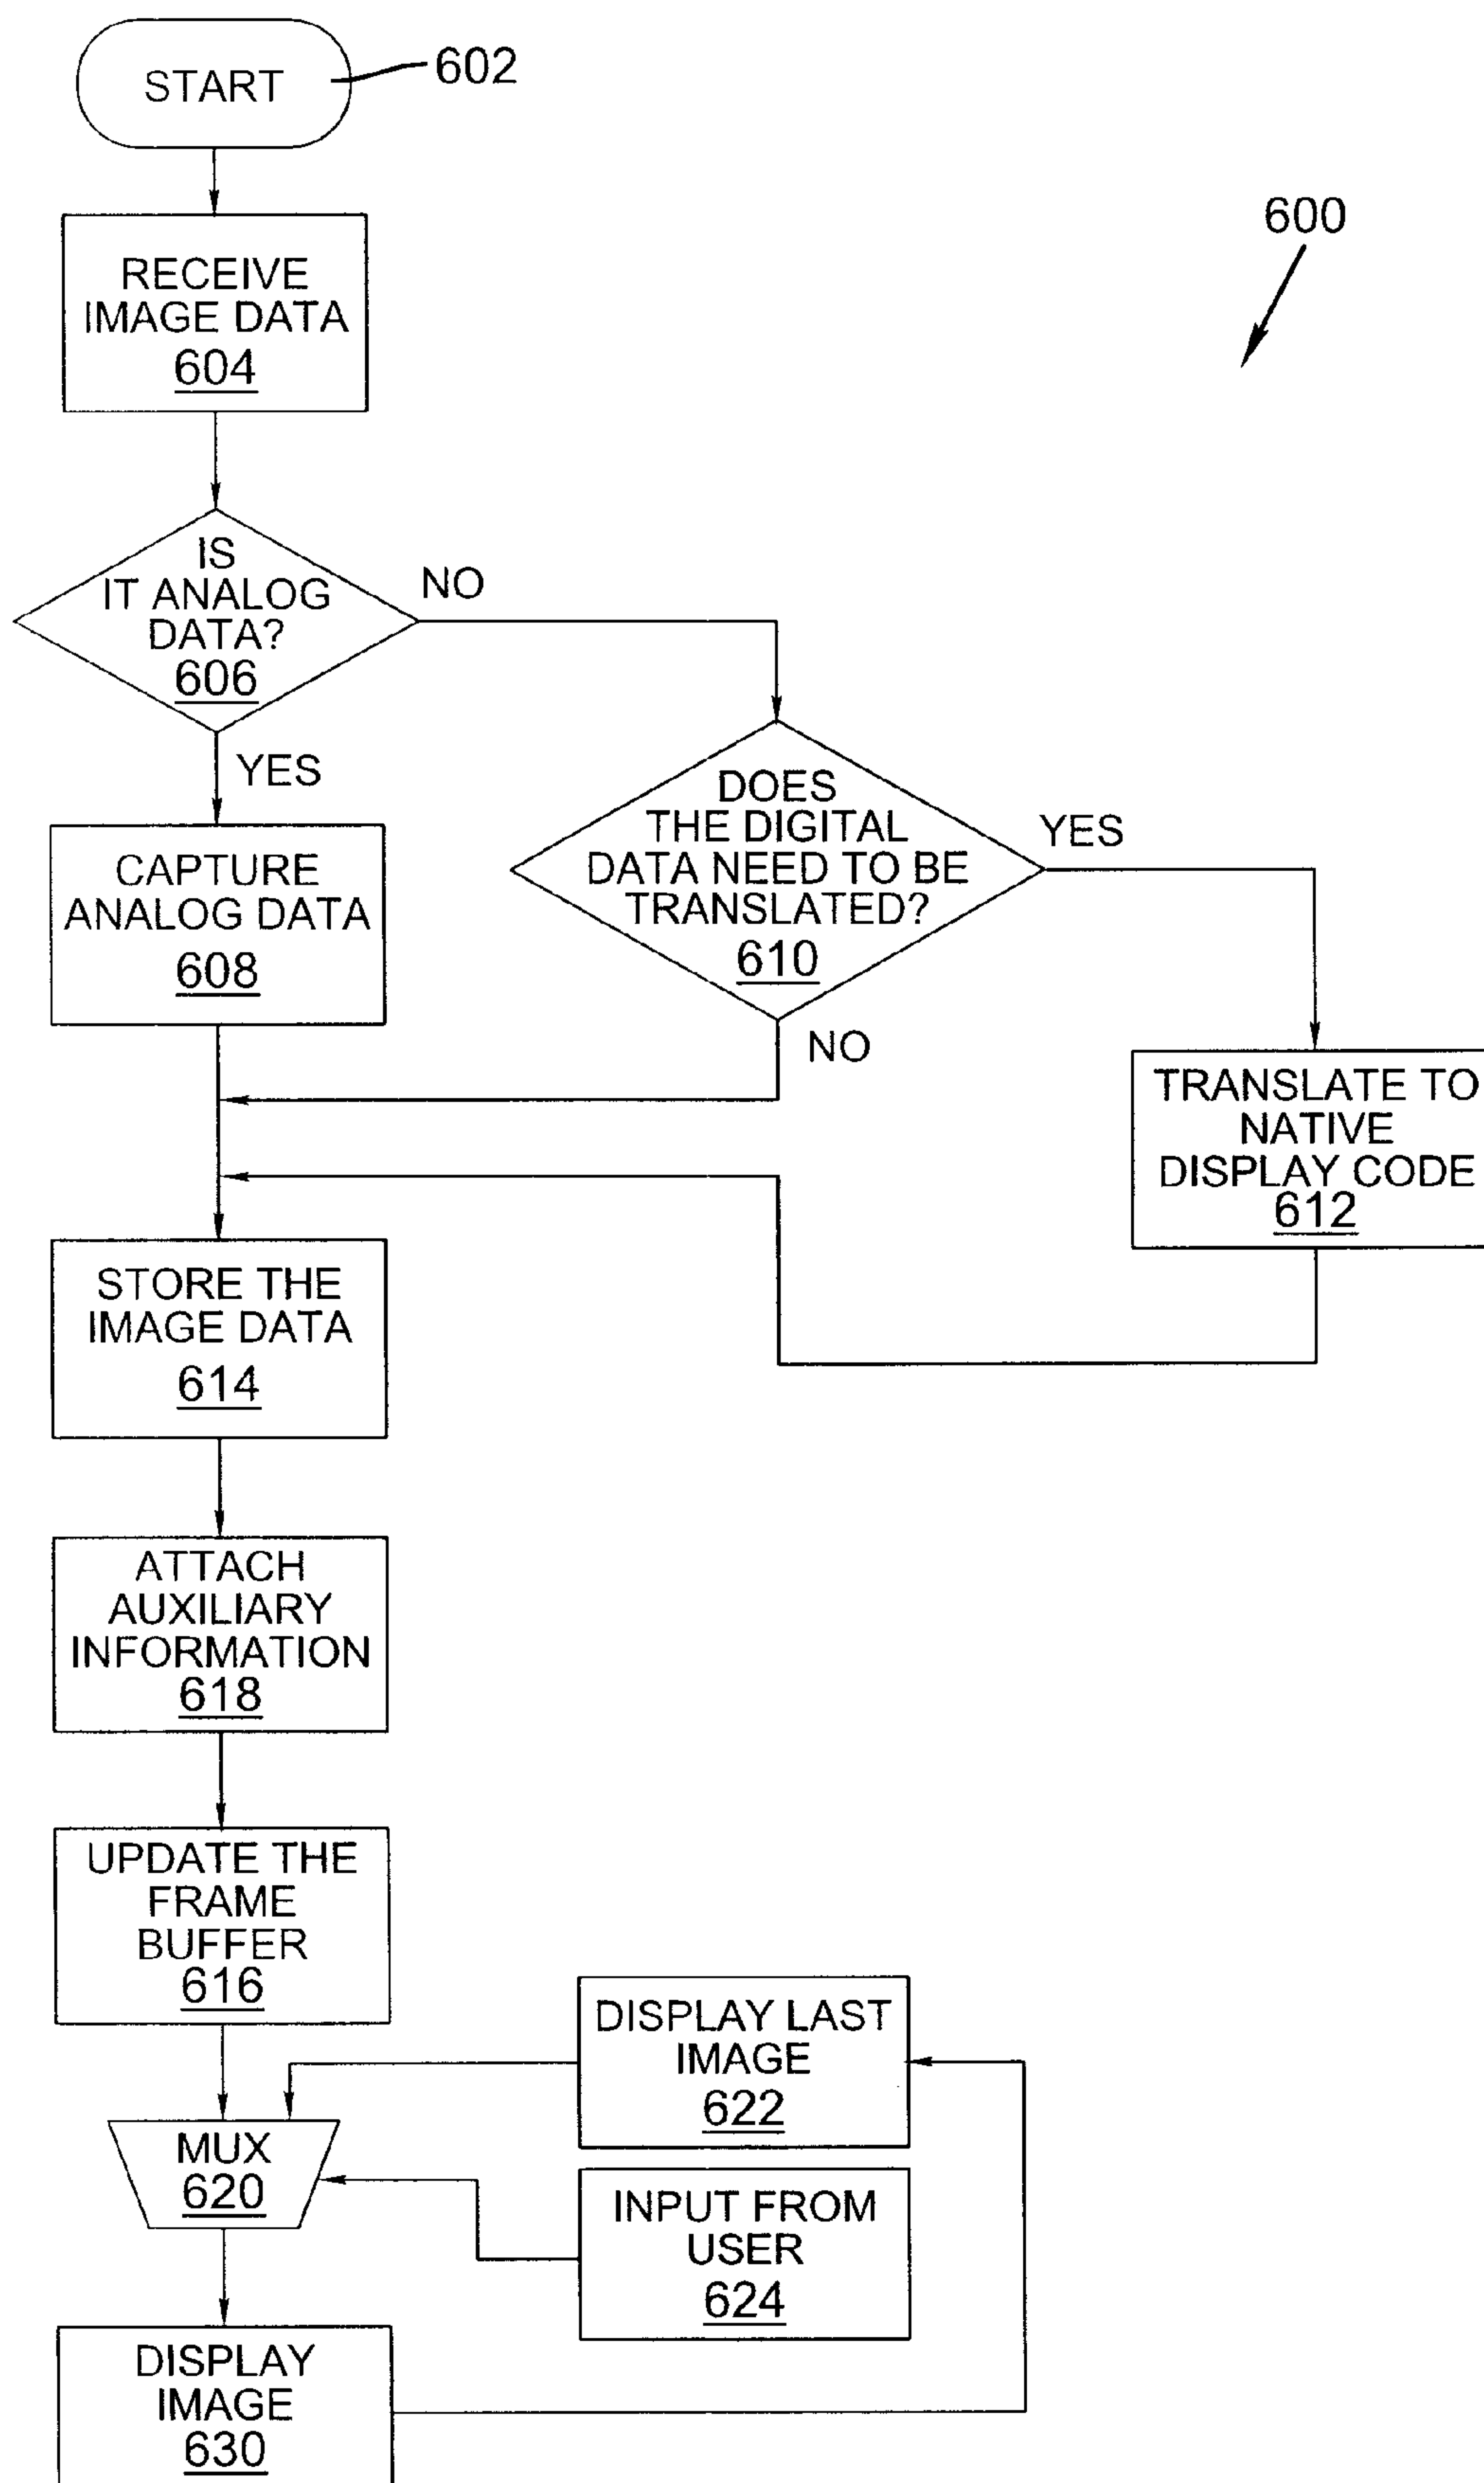 START
602
600
RECEIVE
IMAGE DATA
604
IS
IT ANALOG
DATA?
606
NO
YES
CAPTURE
ANALOG DATA
608
DOES
THE DIGITAL
DATA NEED TO BE
TRANSLATED?
610
YES
NO
TRANSLATE TO
NATIVE
DISPLAY CODE
612
STORE THE
IMAGE DATA
614
ATTACH
AUXILIARY
INFORMATION
618
UPDATE THE
FRAME
BUFFER
616
DISPLAY LAST
IMAGE
622
MUX
620
INPUT FROM
USER
624
DISPLAY
IMAGE
630